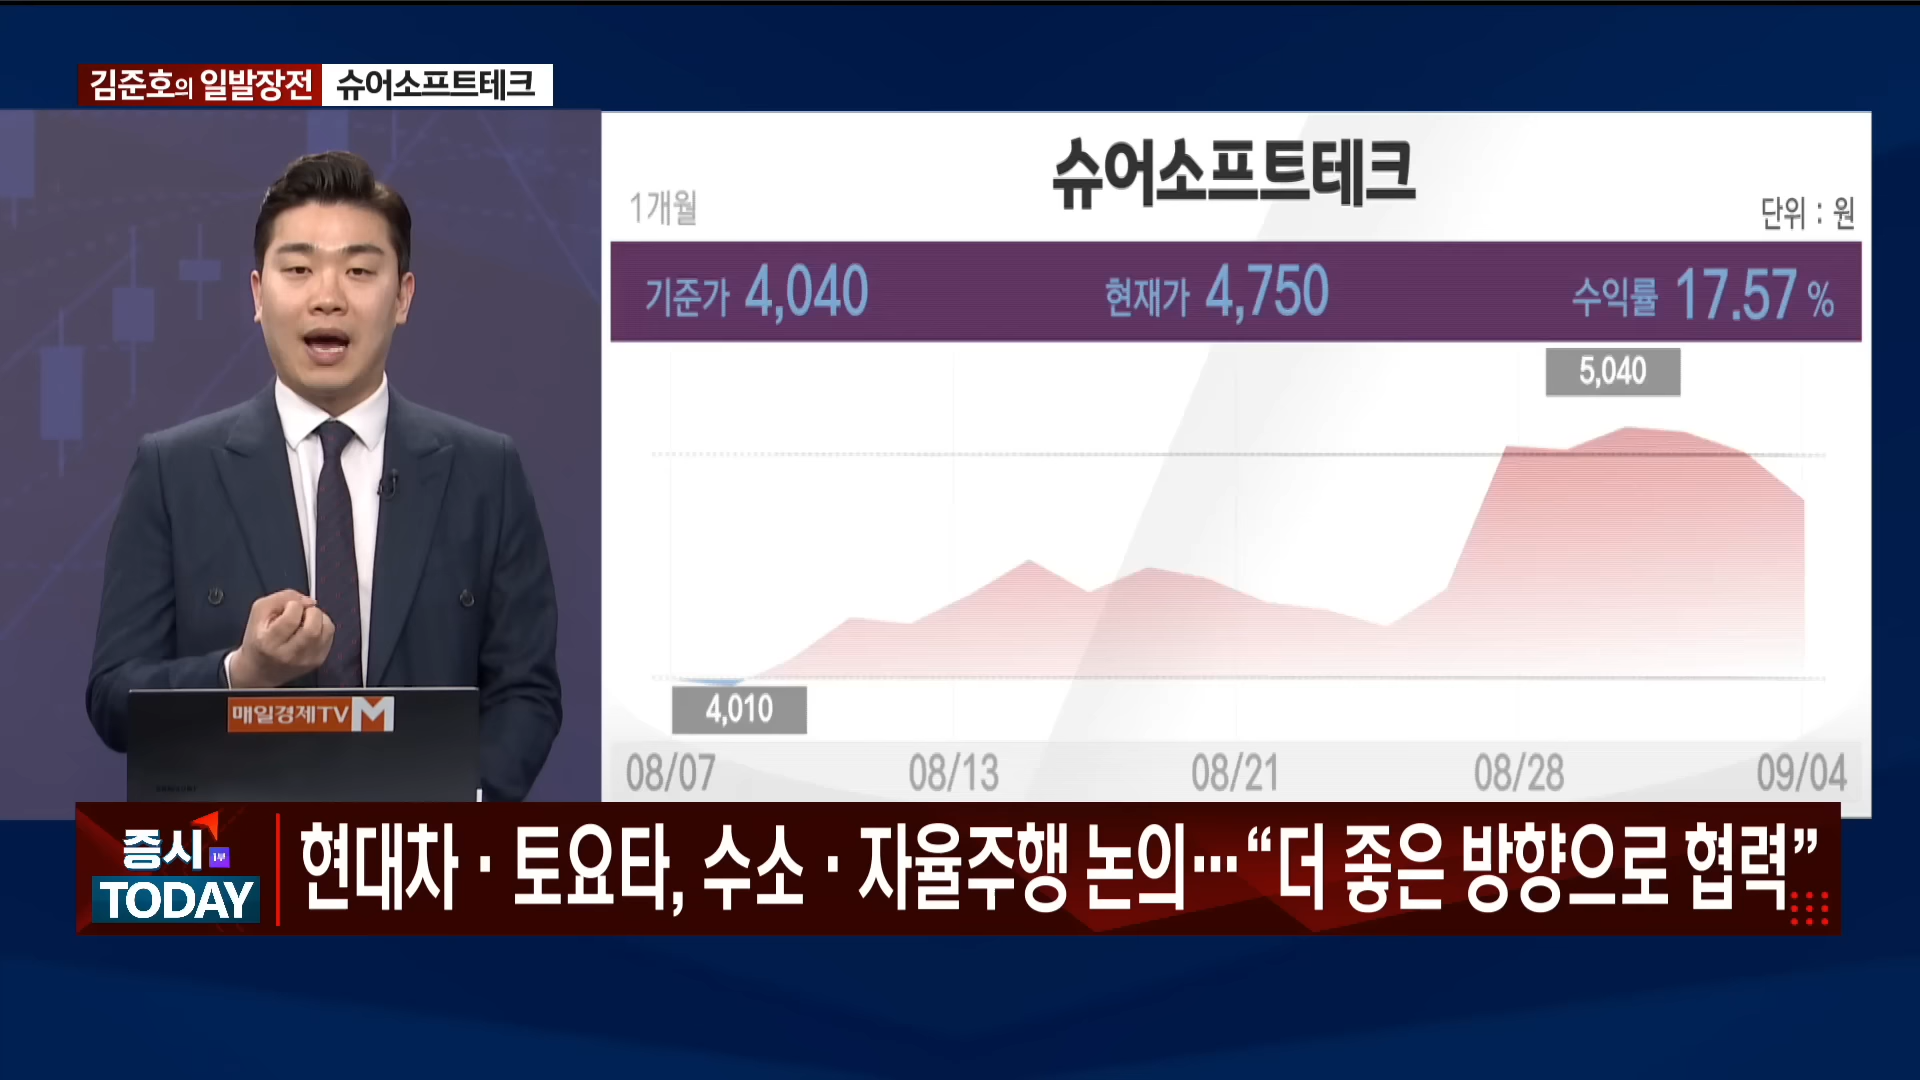 김준호의 일발장전 슈어소프트테크
슈어소프트테크
1개월
단위 : 원
기준가 4,040 현재가 4,750 수익률 17.57 %
5,040
4,010
08/07 08/13 08/21 08/28 09/04
매일경제TV M
SAMSUNG
증시 1부
TODAY
현대차 · 토요타, 수소 · 자율주행 논의…“더 좋은 방향으로 협력”